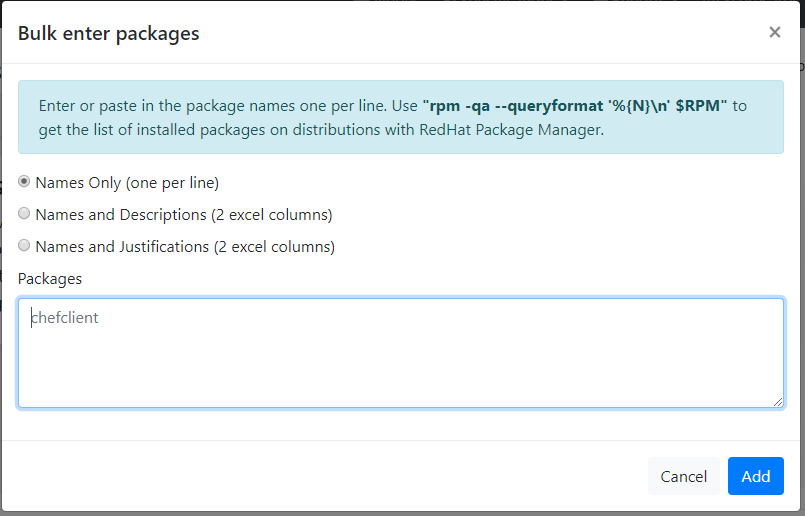 Bulk enter packages
×
Enter or paste in the package names one per line. Use "rpm -qa --queryformat '%{N}\n' $RPM" to
get the list of installed packages on distributions with RedHat Package Manager.
Names Only (one per line)
Names and Descriptions (2 excel columns)
Names and Justifications (2 excel columns)
Packages
chefclient
Cancel
Add